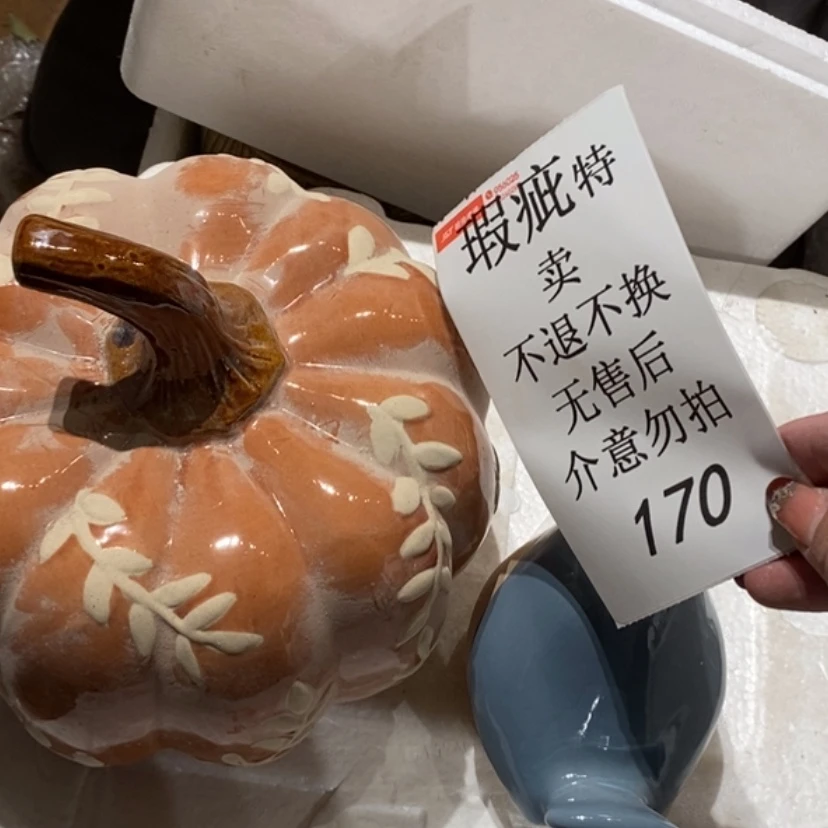 瑕疵特
卖
不退不换
无售后
介意勿拍
170